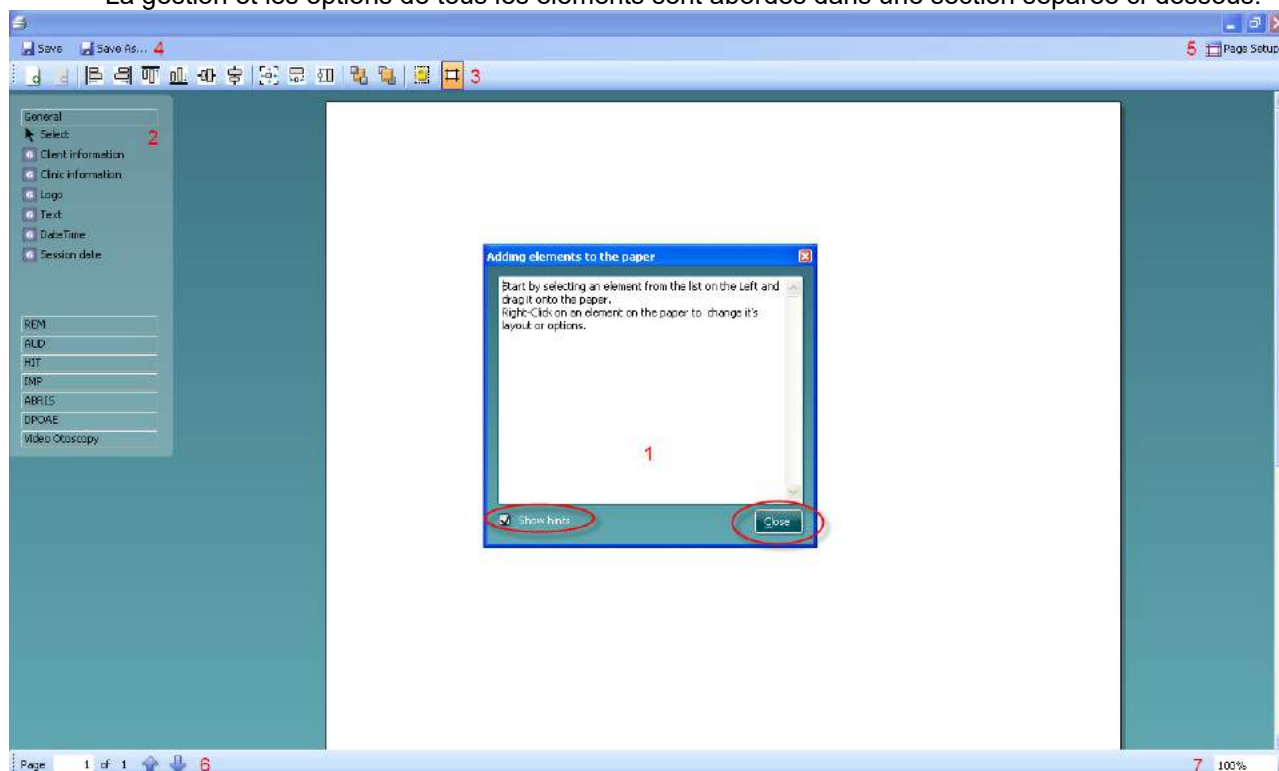 La gestion et les options de tous les éléments sont abordés dans une section séparée ci-dessous.
Save Save As... 4
5 Page Setup
3
General
Select
2
Client information
Clinic information
Logo
Text
DateTime
Session date
REM
AUD
HIT
IMP
ABRIS
DPOAE
Video Otoscopy
Adding elements to the paper
Start by selecting an element from the list on the Left and
drag it onto the paper.
Right-Click on an element on the paper to change it's
layout or options.
1
Show hints
Close
Page 1 of 1 6
7 100%